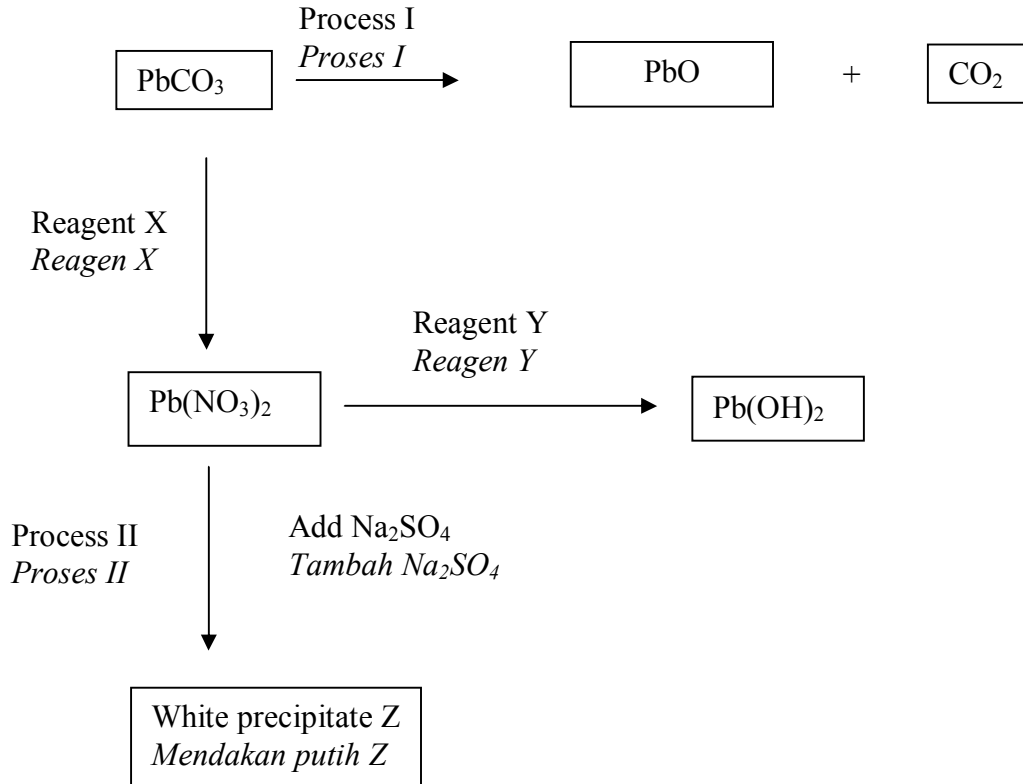 Process I
Proses I
PbCO₃
PbO
+
CO₂
Reagent X
Reagen X
Reagent Y
Reagen Y
Pb(NO₃)₂
Pb(OH)₂
Process II
Proses II
Add Na₂SO₄
Tambah Na₂SO₄
White precipitate Z
Mendakan putih Z